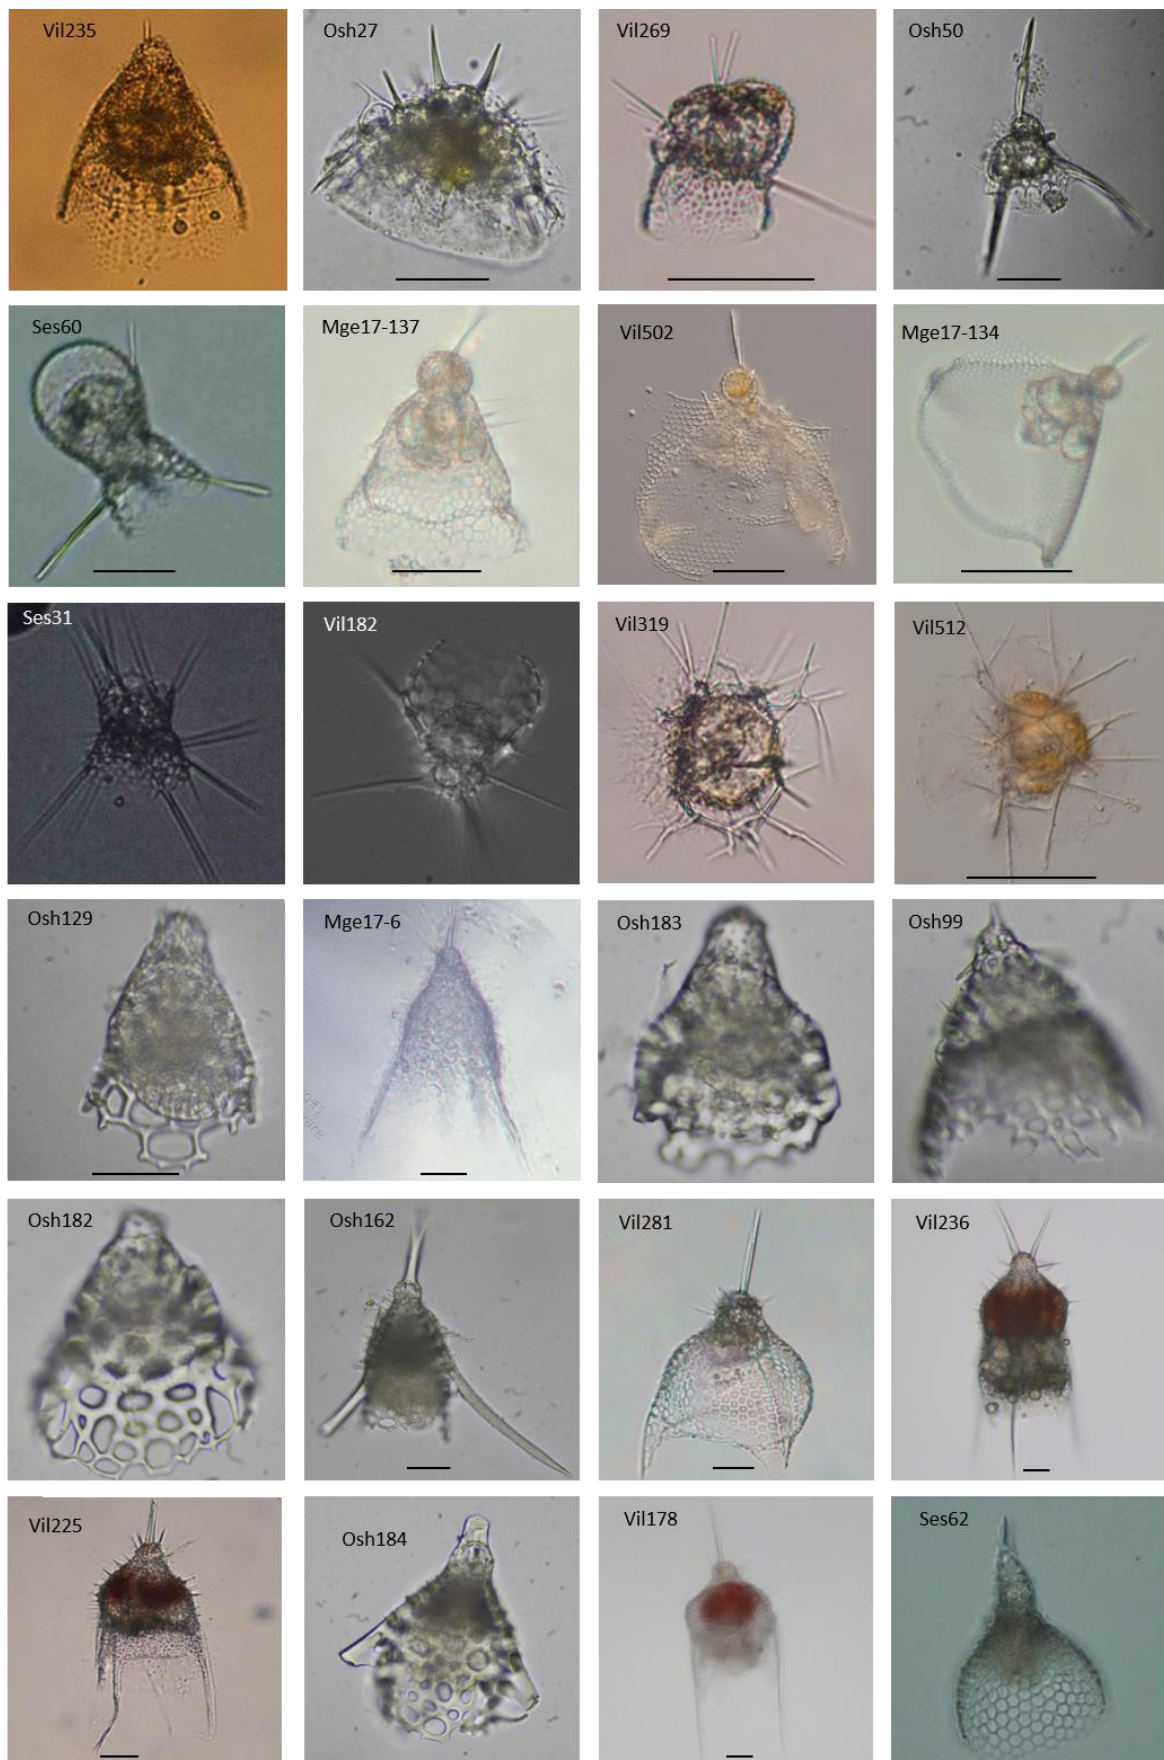 Vil235 Osh27 Vil269 Osh50
Ses60 Mge17-137 Vil502 Mge17-134
Ses31 Vil182 Vil319 Vil512
Osh129 Mge17-6 Osh183 Osh99
Osh182 Osh162 Vil281 Vil236
Vil225 Osh184 Vil178 Ses62